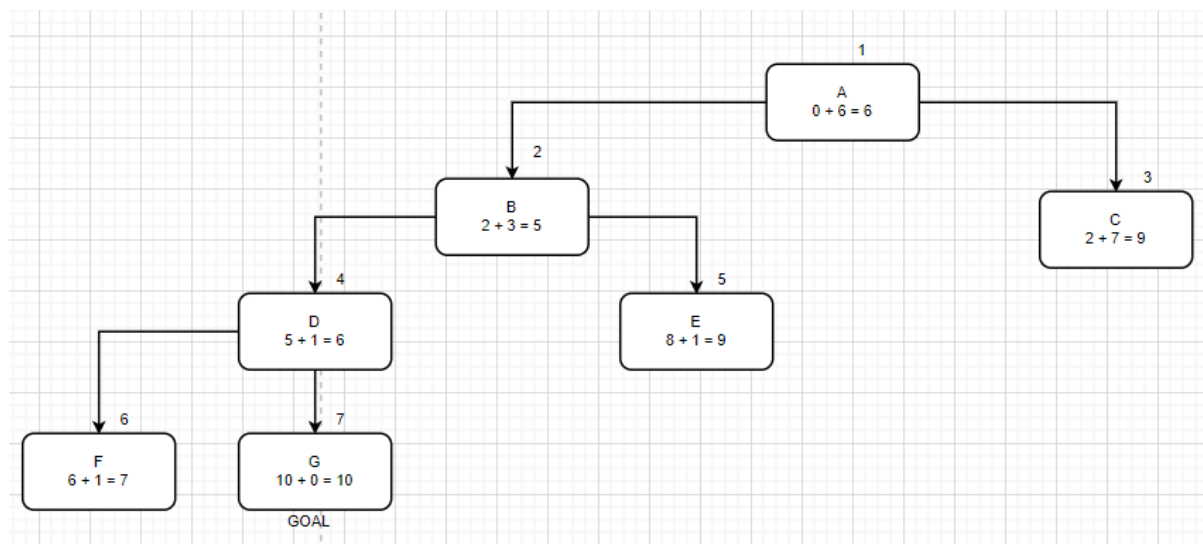 1
A
0 + 6 = 6
2
3
B
2 + 3 = 5
C
2 + 7 = 9
4
5
D
5 + 1 = 6
E
8 + 1 = 9
6
7
F
6 + 1 = 7
G
10 + 0 = 10
GOAL